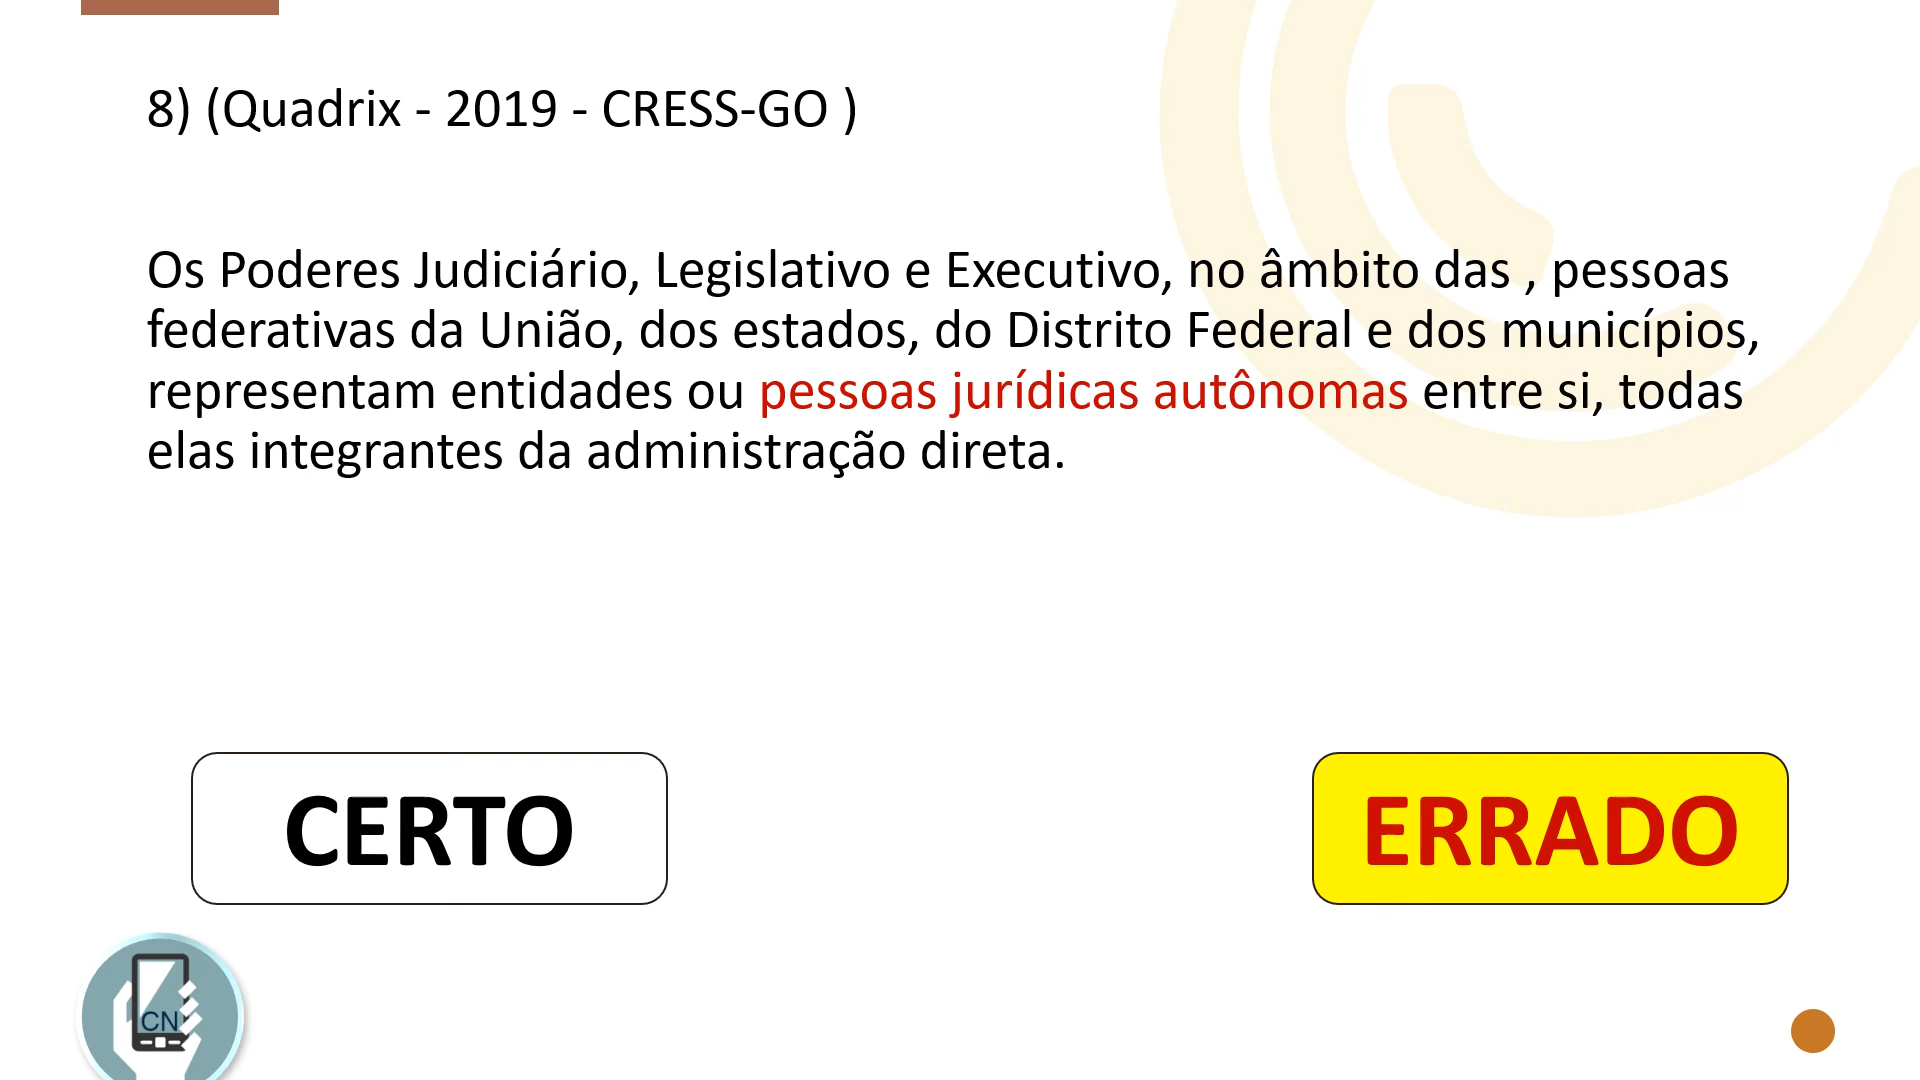 8) (Quadrix - 2019 - CRESS-GO )
Os Poderes Judiciário, Legislativo e Executivo, no âmbito das , pessoas
federativas da União, dos estados, do Distrito Federal e dos municípios,
representam entidades ou pessoas jurídicas autônomas entre si, todas
elas integrantes da administração direta.
CERTO
ERRADO
CN